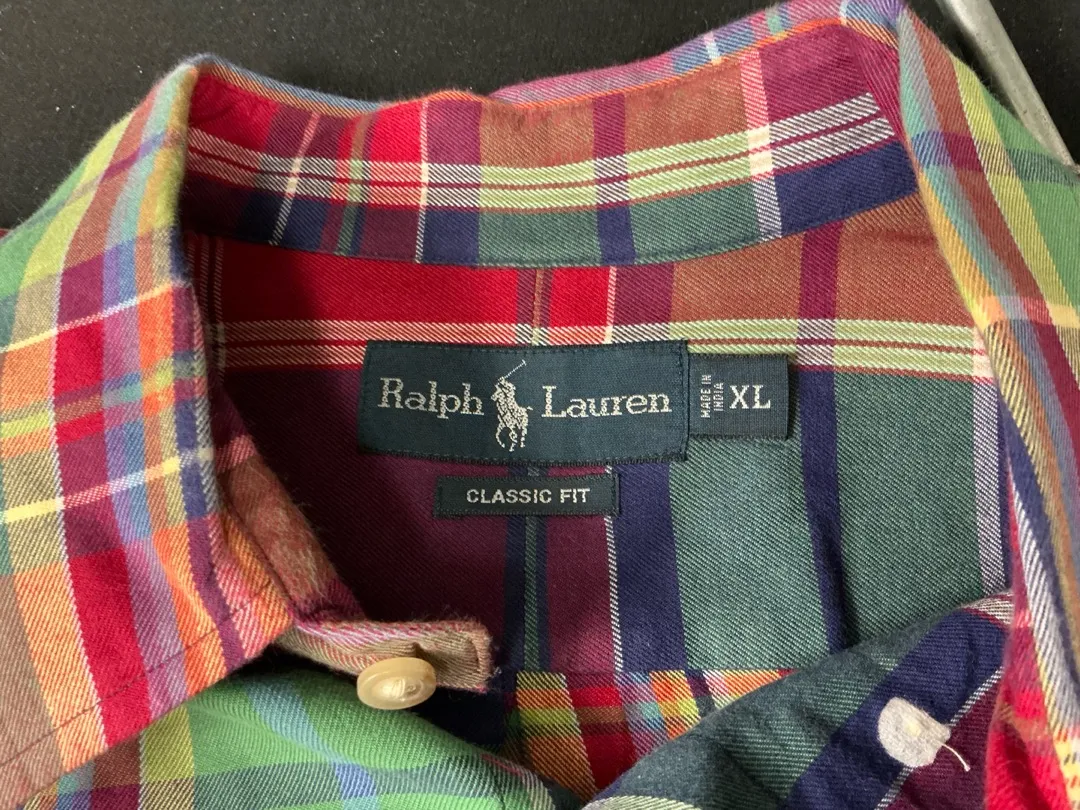 Ralph Lauren
MADE IN
INDIA
XL
CLASSIC FIT